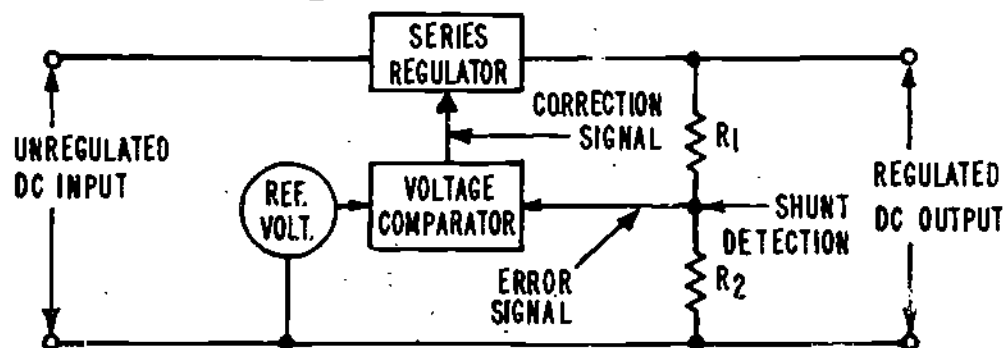 SERIES
REGULATOR
CORRECTION
SIGNAL
R1
UNREGULATED
DC INPUT
REF.
VOLT.
VOLTAGE
COMPARATOR
REGULATED
DC OUTPUT
SHUNT
DETECTION
ERROR
SIGNAL
R2